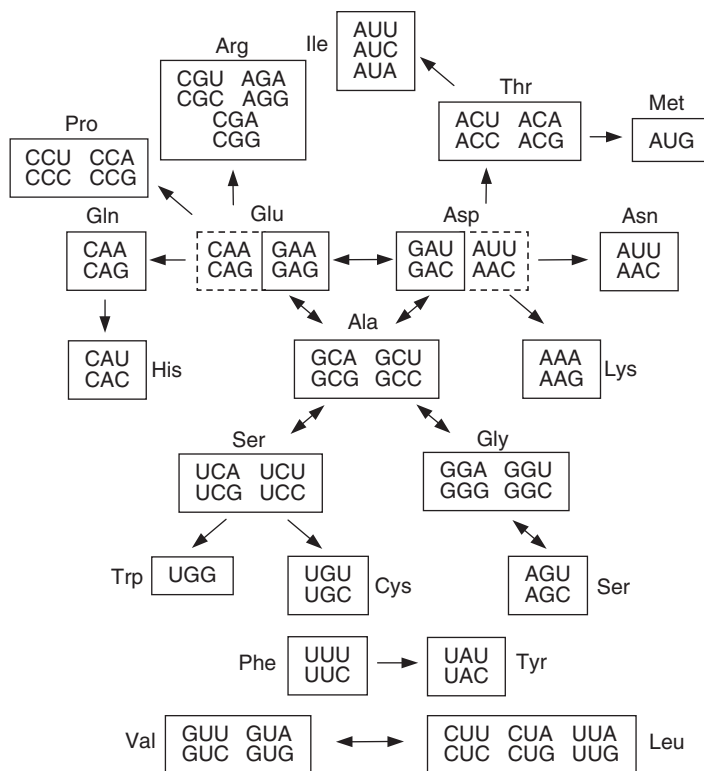 Arg
CGU AGA
CGC AGG
CGA
CGG
Ile
AUU
AUC
AUA
Thr
ACU ACA
ACC ACG
Met
AUG
Pro
CCU CCA
CCC CCG
Gln
CAA
CAG
Glu
CAA GAA
CAG GAG
Asp
GAU AUU
GAC AAC
Asn
AUU
AAC
CAU
CAC
His
Ala
GCA GCU
GCG GCC
AAA
AAG
Lys
Ser
UCA UCU
UCG UCC
Gly
GGA GGU
GGG GGC
Trp
UGG
UGU
UGC
Cys
AGU
AGC
Ser
Phe
UUU
UUC
UAU
UAC
Tyr
Val
GUU GUA
GUC GUG
CUU CUA UUA
CUC CUG UUG
Leu